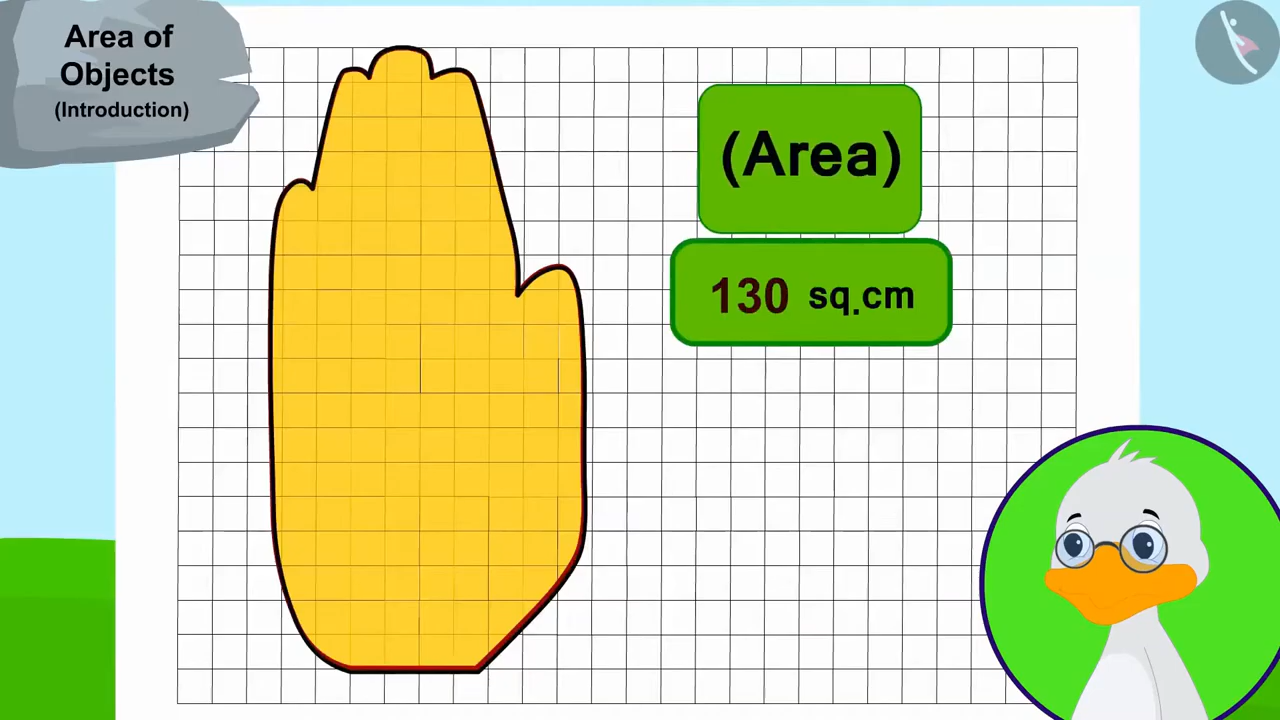 Area of
Objects
(Introduction)
(Area)
130 sq.cm